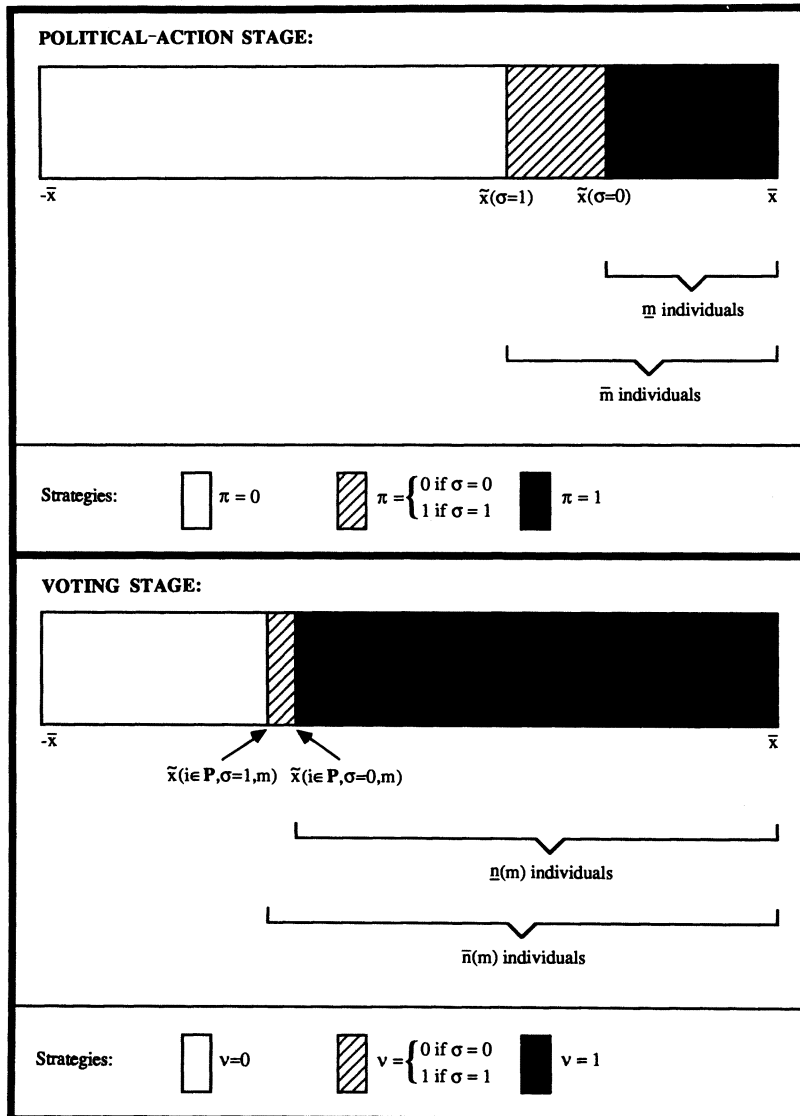 POLITICAL-ACTION STAGE:
-x̄ x̃(σ=1) x̃(σ=0) x̄
m̲ individuals
m̄ individuals
Strategies: π = 0 π = { 0 if σ = 0 π = 1
1 if σ = 1
VOTING STAGE:
-x̄ x̄
x̃(i∈P,σ=1,m) x̃(i∈P,σ=0,m)
n̲(m) individuals
n̄(m) individuals
Strategies: ν=0 ν = { 0 if σ = 0 ν = 1
1 if σ = 1